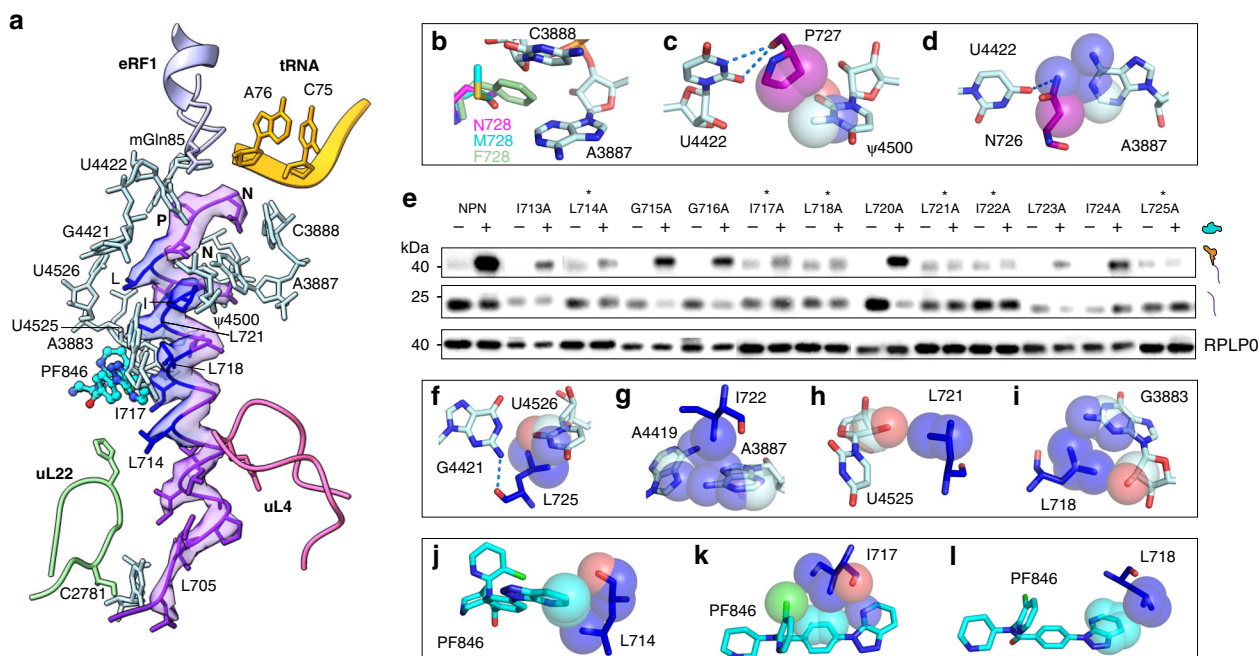 a
eRF1
tRNA
A76
C75
mGln85
U4422
N
P
G4421
C3888
L
N
U4526
A3887
I
Ψ4500
U4525
L721
A3883
L718
PF846
I717
L714
uL22
uL4
C2781
L705
b
C3888
N728
M728
F728
A3887
c
P727
U4422
Ψ4500
d
U4422
N726
A3887
e
* * * * * *
NPN I713A L714A G715A G716A I717A L718A L720A L721A I722A L723A I724A L725A
– + – + – + – + – + – + – + – + – + – + – + – + – +
kDa
40
25
40
RPLP0
f
U4526
G4421
L725
g
I722
A4419
A3887
h
L721
U4525
i
G3883
L718
j
PF846
L714
k
I717
PF846
l
L718
PF846